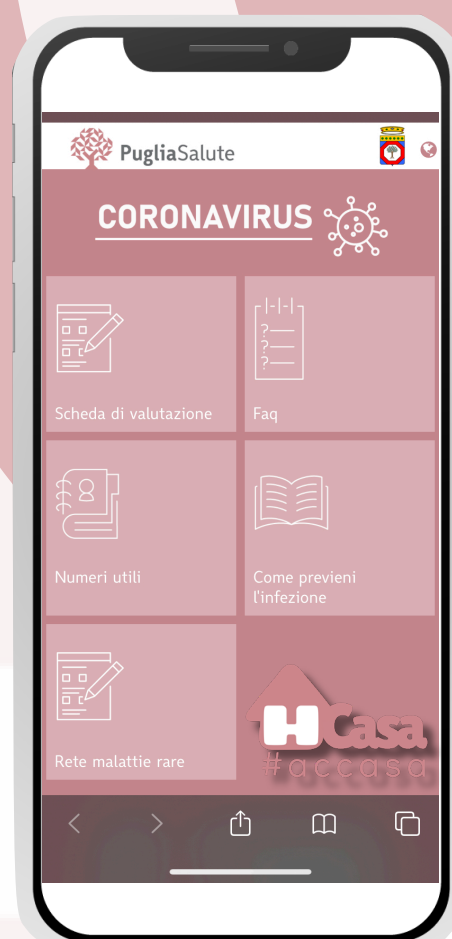 PugliaSalute
CORONAVIRUS
Scheda di valutazione
Faq
Numeri utili
Come previeni
l'infezione
Rete malattie rare
HCasa
#accasa